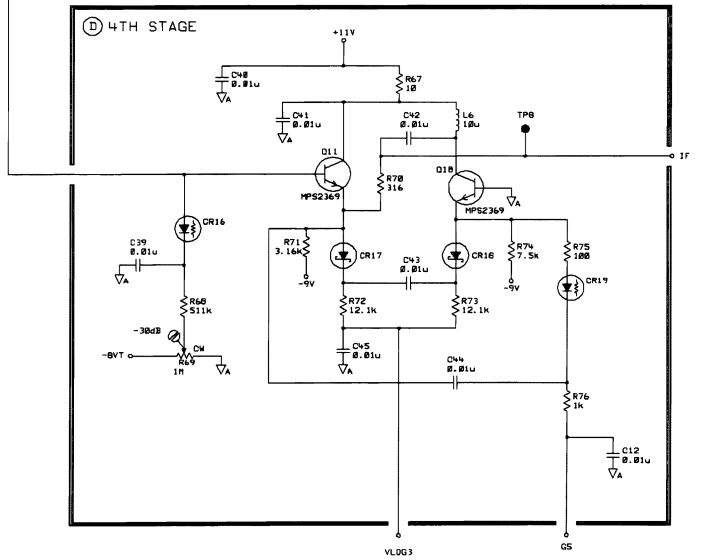 D 4TH STAGE
+11V
C40
0.01u
A
R67
10
C41
0.01u
A
C42
0.01u
L6
10u
TP8
IF
Q11
MPS2369
R70
316
Q10
MPS2369
A
CR16
C39
0.01u
A
R71
3.16k
-9V
CR17
C43
0.01u
CR18
R74
7.5k
-9V
R75
100
CR19
R68
511k
-30dB
CW
-8VT
R69
1M
A
R72
12.1k
R73
12.1k
C45
0.01u
A
C44
0.01u
R76
1k
C12
0.01u
A
VLOG3
GS